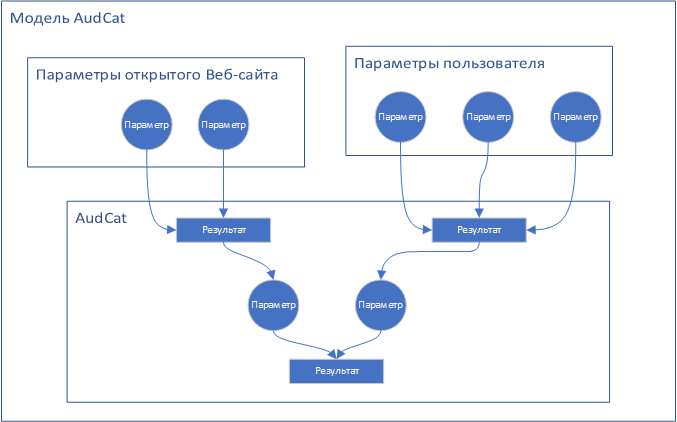 Модель AudCat
Параметры открытого Веб-сайта
Параметры пользователя
Параметр
Параметр
Параметр
Параметр
Параметр
AudCat
Результат
Результат
Параметр
Параметр
Результат